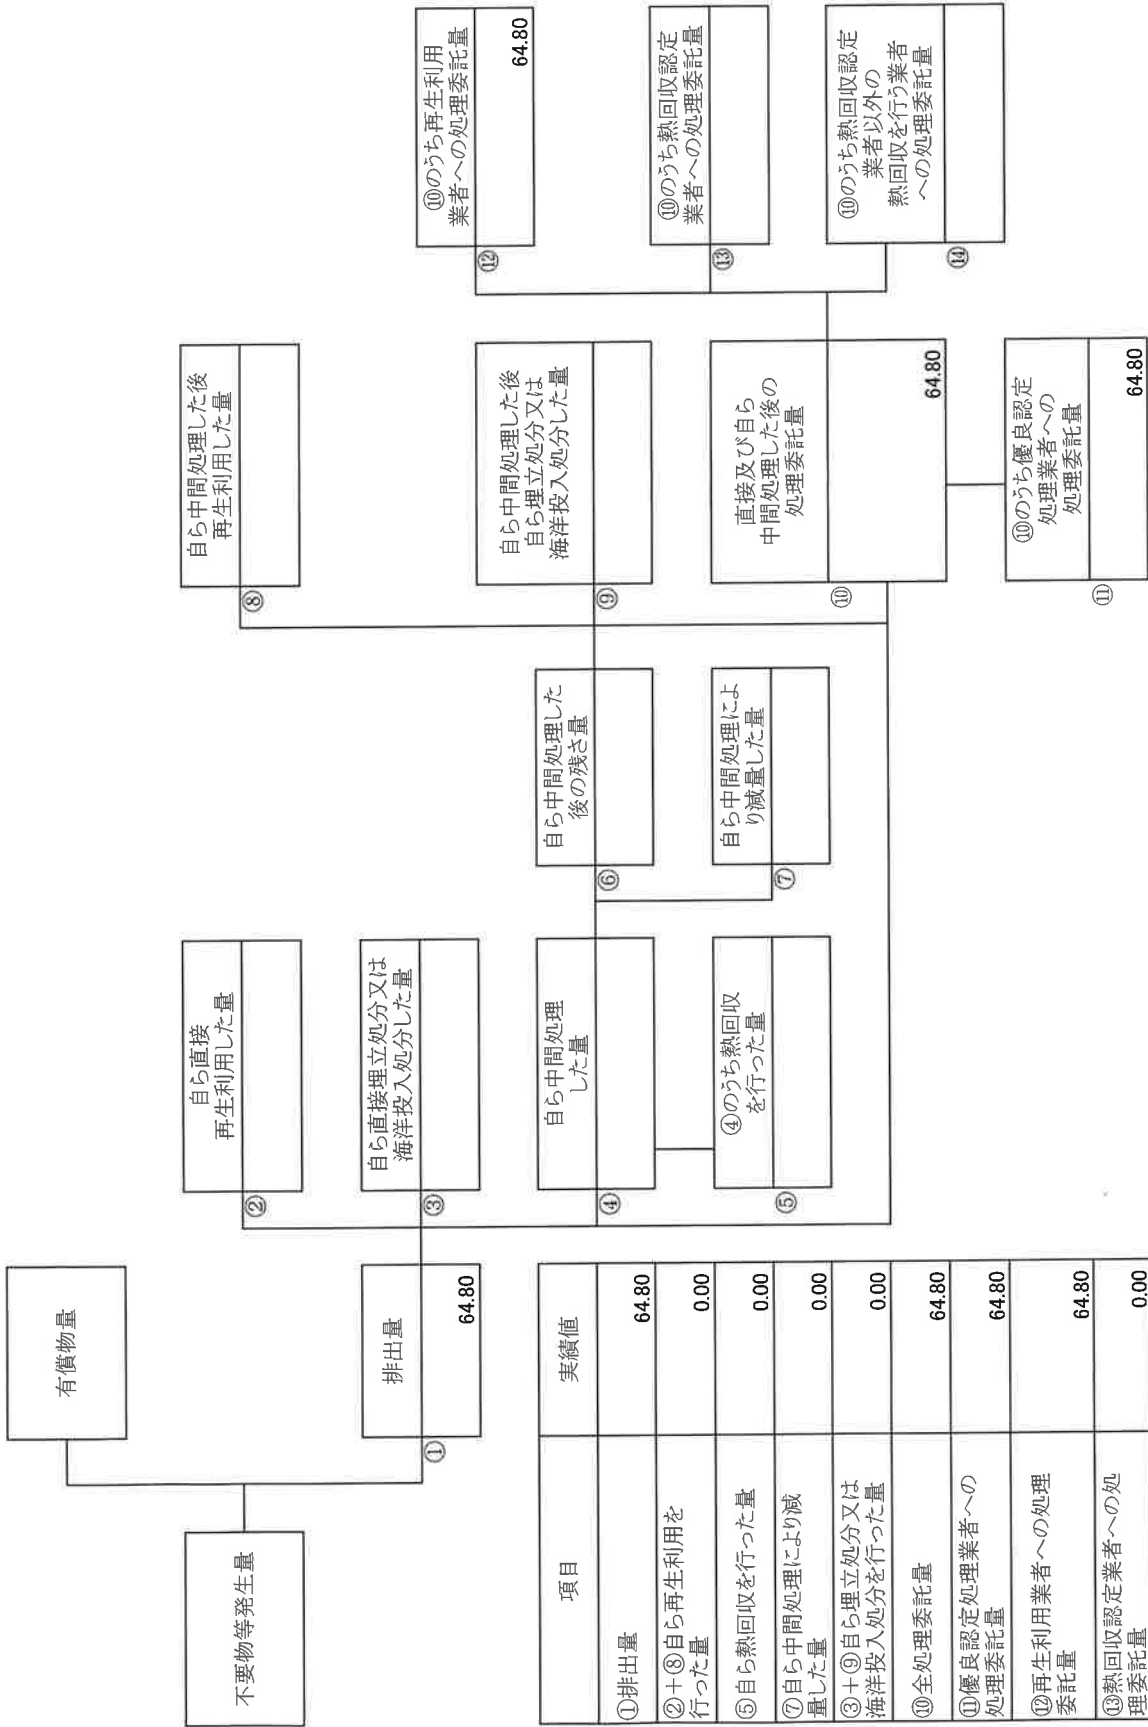 不要物等発生量
有償物量
排出量
①
64.80
自ら直接
再生利用した量
②
自ら直接埋立処分又は
海洋投入処分した量
③
自ら中間処理
した量
④
④のうち熱回収
を行った量
⑤
自ら中間処理した
後の残さ量
⑥
自ら中間処理によ
り減量した量
⑦
自ら中間処理した後
再生利用した量
⑧
自ら中間処理した後
自ら埋立処分又は
海洋投入処分した量
⑨
直接及び自ら
中間処理した後の
処理委託量
⑩
64.80
⑩のうち優良認定
処理業者への
処理委託量
⑪
64.80
⑩のうち再生利用
業者への処理委託量
⑫
64.80
⑩のうち熱回収認定
業者への処理委託量
⑬
⑩のうち熱回収認定
業者以外の
熱回収を行う業者
への処理委託量
⑭
項目 実績値
①排出量 64.80
②+⑧自ら再生利用を
行った量 0.00
⑤自ら熱回収を行った量 0.00
⑦自ら中間処理により減
量した量 0.00
③+⑨自ら埋立処分又は
海洋投入処分を行った量 0.00
⑩全処理委託量 64.80
⑪優良認定処理業者への
処理委託量 64.80
⑫再生利用業者への処理
委託量 64.80
⑬熱回収認定業者への処
理委託量 0.00